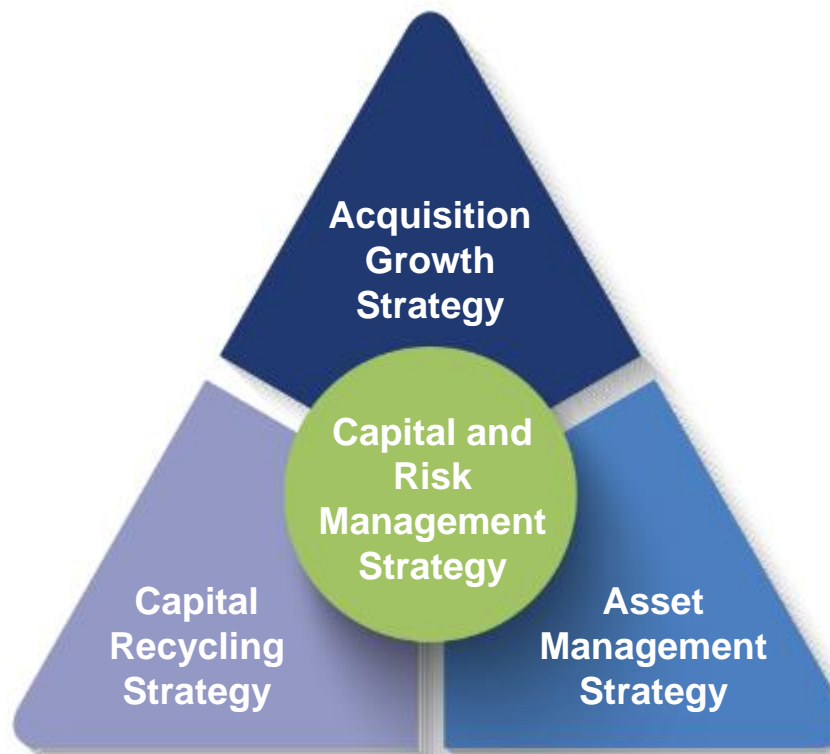 Acquisition
Growth
Strategy
Capital and
Risk
Management
Strategy
Capital
Recycling
Strategy
Asset
Management
Strategy